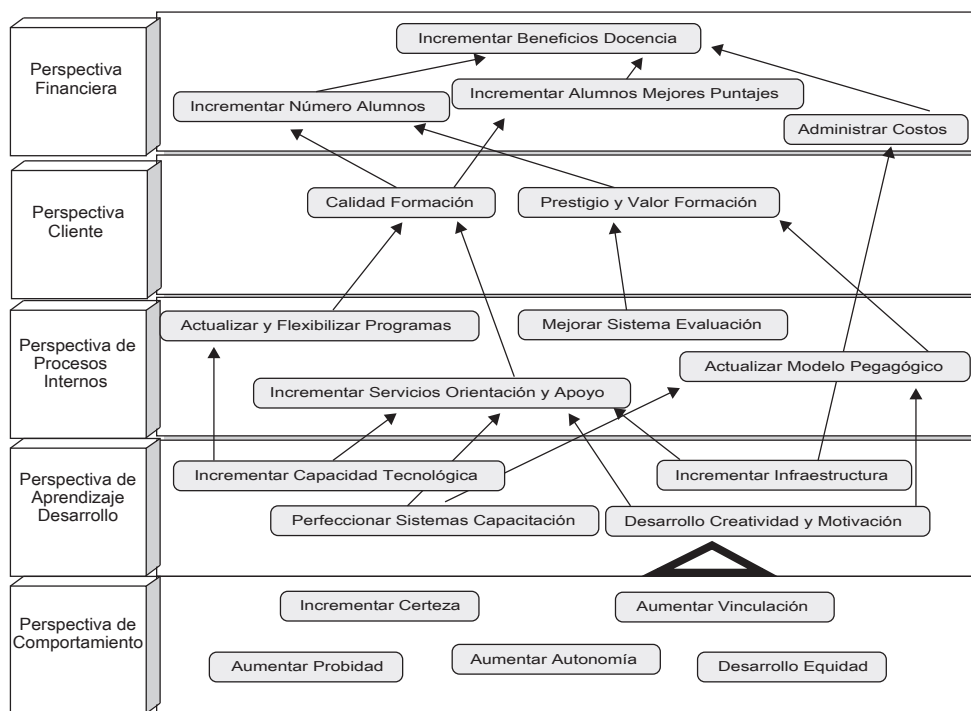 Perspectiva
Financiera
Incrementar Beneficios Docencia
Incrementar Número Alumnos
Incrementar Alumnos Mejores Puntajes
Administrar Costos
Perspectiva
Cliente
Calidad Formación
Prestigio y Valor Formación
Perspectiva de
Procesos
Internos
Actualizar y Flexibilizar Programas
Mejorar Sistema Evaluación
Actualizar Modelo Pegagógico
Incrementar Servicios Orientación y Apoyo
Perspectiva de
Aprendizaje
Desarrollo
Incrementar Capacidad Tecnológica
Incrementar Infraestructura
Perfeccionar Sistemas Capacitación
Desarrollo Creatividad y Motivación
Perspectiva de
Comportamiento
Incrementar Certeza
Aumentar Vinculación
Aumentar Probidad
Aumentar Autonomía
Desarrollo Equidad